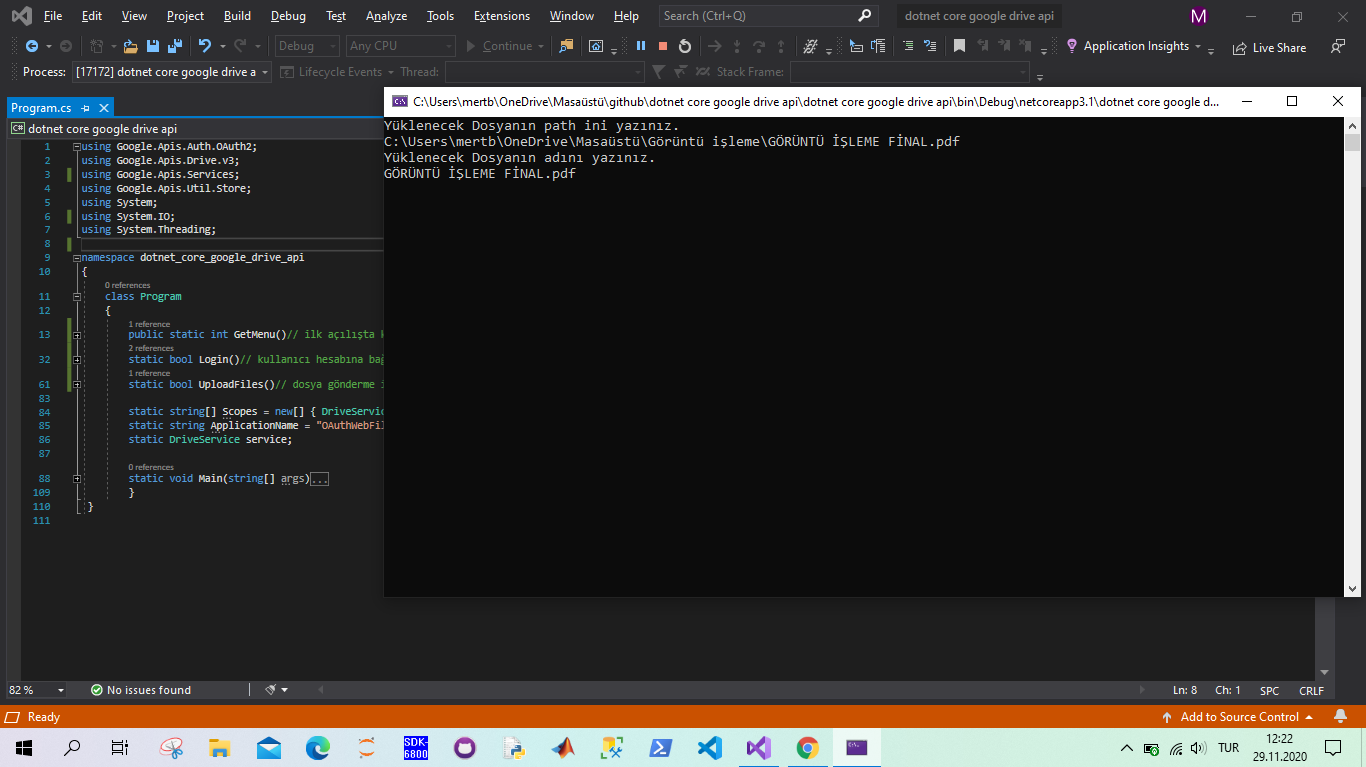 File Edit View Project Build Debug Test Analyze Tools Extensions Window Help Search (Ctrl+Q) dotnet core google drive api M
Debug Any CPU Continue Application Insights Live Share
Process: [17172] dotnet core google drive a Lifecycle Events Thread: Stack Frame:
Program.cs
dotnet core google drive api
C:\Users\mertb\OneDrive\Masaüstü\github\dotnet core google drive api\dotnet core google drive api\bin\Debug\netcoreapp3.1\dotnet core google d...
Yüklenecek Dosyanın path ini yazınız.
C:\Users\mertb\OneDrive\Masaüstü\Görüntü işleme\GÖRÜNTÜ İŞLEME FİNAL.pdf
Yüklenecek Dosyanın adını yazınız.
GÖRÜNTÜ İŞLEME FİNAL.pdf
1 using Google.Apis.Auth.OAuth2;
2 using Google.Apis.Drive.v3;
3 using Google.Apis.Services;
4 using Google.Apis.Util.Store;
5 using System;
6 using System.IO;
7 using System.Threading;
8
9 namespace dotnet_core_google_drive_api
10 {
0 references
11 class Program
12 {
1 reference
13 public static int GetMenu()// ilk açılışta k
2 references
32 static bool Login()// kullanıcı hesabına bağ
1 reference
61 static bool UploadFiles()// dosya gönderme i
83
84 static string[] Scopes = new[] { DriveServic
85 static string ApplicationName = "OAuthWebFil
86 static DriveService service;
87
0 references
88 static void Main(string[] args)...
109 }
110 }
111
82 % No issues found Ln: 8 Ch: 1 SPC CRLF
Ready Add to Source Control
SDK-
6800
TUR
12:22
29.11.2020